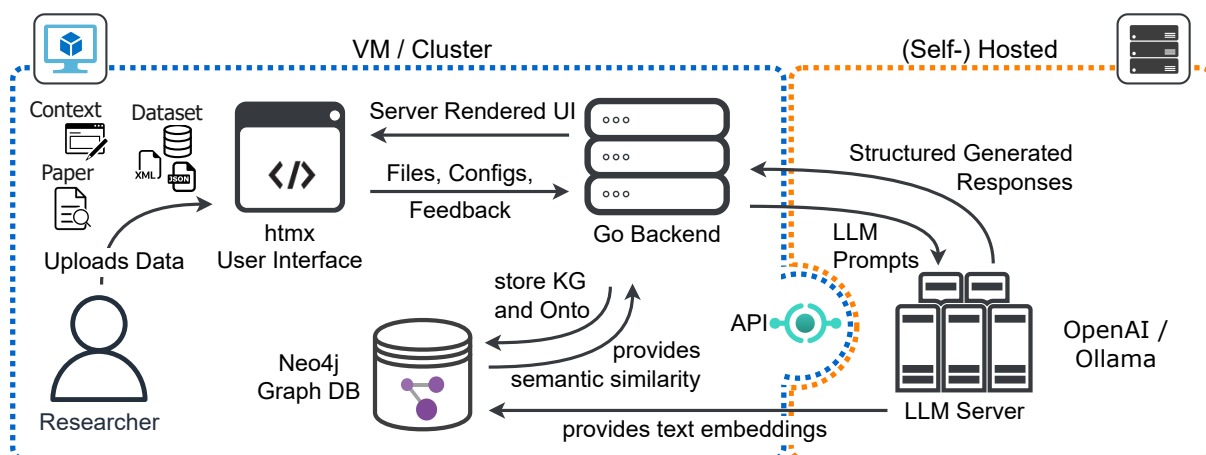 VM / Cluster
(Self-) Hosted
Context
Dataset
XML
JSON
Paper
Uploads Data
Researcher
</>
htmx
User Interface
Server Rendered UI
Files, Configs,
Feedback
Go Backend
Structured Generated
Responses
LLM
Prompts
store KG
and Onto
provides
semantic similarity
Neo4j
Graph DB
API
OpenAI /
Ollama
LLM Server
provides text embeddings